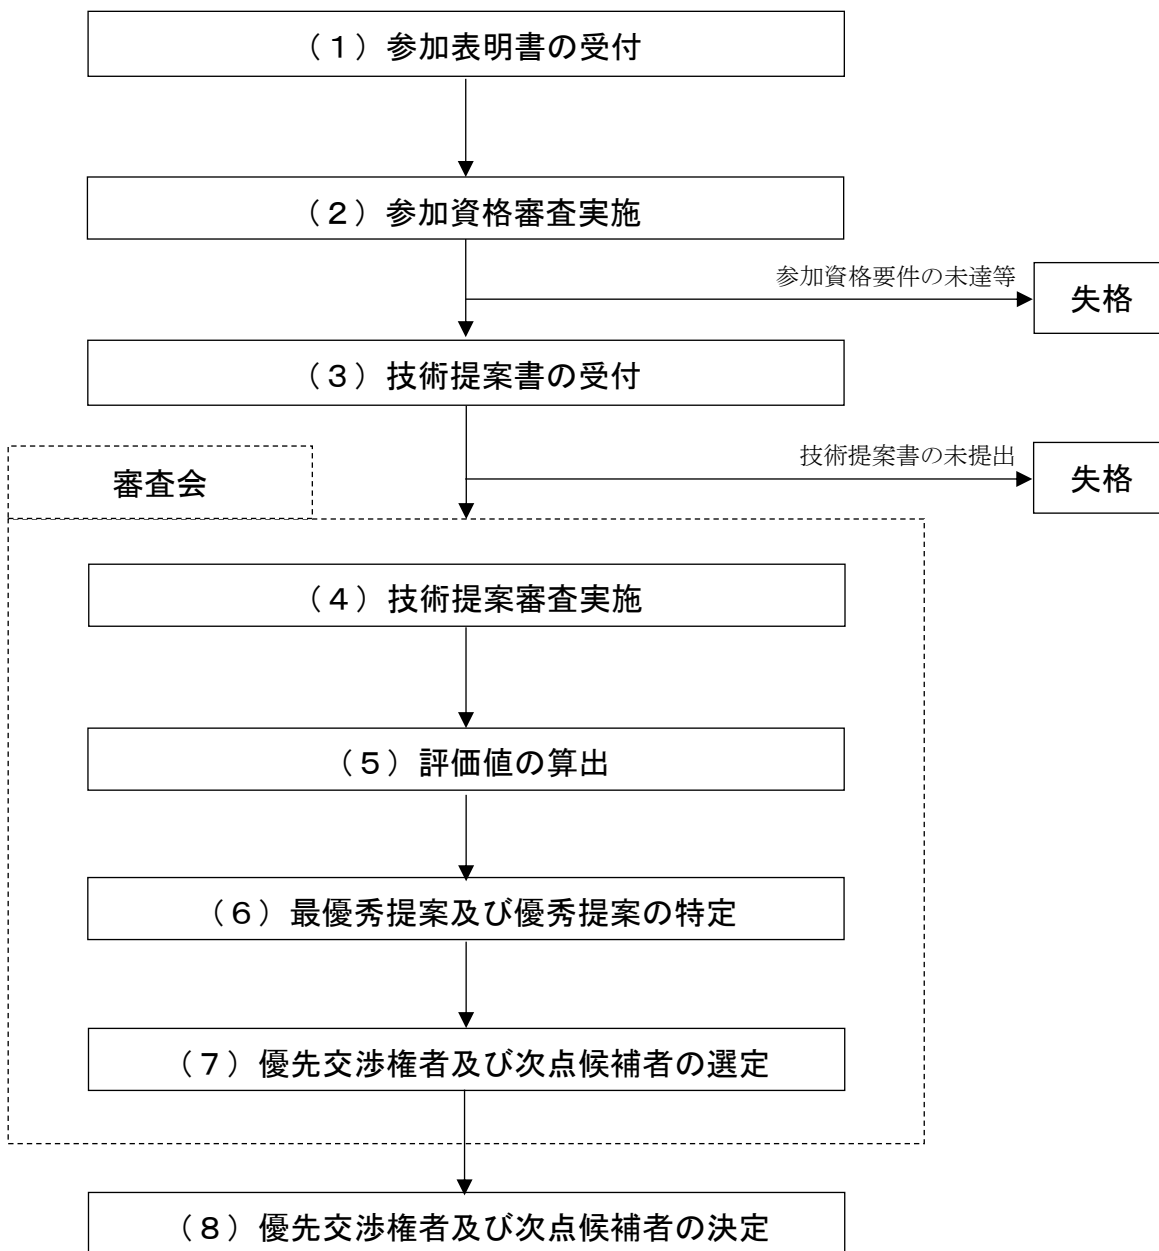 （１）参加表明書の受付
（２）参加資格審査実施
参加資格要件の未達等
失格
（３）技術提案書の受付
技術提案書の未提出
失格
審査会
（４）技術提案審査実施
（５）評価値の算出
（６）最優秀提案及び優秀提案の特定
（７）優先交渉権者及び次点候補者の選定
（８）優先交渉権者及び次点候補者の決定